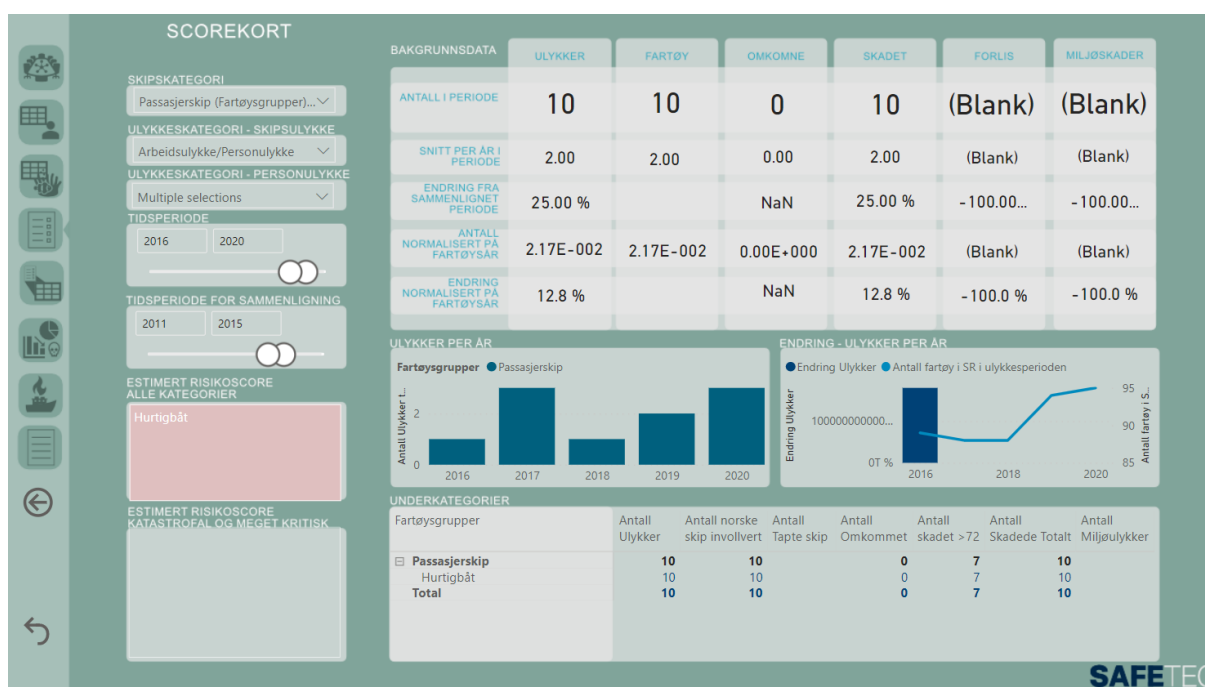 SCOREKORT
SKIPSKATEGORI
Passasjerskip (Fartøysgrupper)...
ULYKKESKATEGORI - SKIPSULYKKE
Arbeidsulykke/Personulykke
ULYKKESKATEGORI - PERSONULYKKE
Multiple selections
TIDSPERIODE
2016 2020
TIDSPERIODE FOR SAMMENLIGNING
2011 2015
ESTIMERT RISIKOSCORE
ALLE KATEGORIER
Hurtigbåt
ESTIMERT RISIKOSCORE
KATASTROFAL OG MEGET KRITISK
BAKGRUNNSDATA ULYKKER FARTØY OMKOMNE SKADET FORLIS MILJØSKADER
ANTALL I PERIODE 10 10 0 10 (Blank) (Blank)
SNITT PER ÅR I
PERIODE 2.00 2.00 0.00 2.00 (Blank) (Blank)
ENDRING FRA
SAMMENLIGNET
PERIODE 25.00 % NaN 25.00 % -100.00... -100.00...
ANTALL
NORMALISERT PÅ
FARTØYSÅR 2.17E-002 2.17E-002 0.00E+000 2.17E-002 (Blank) (Blank)
ENDRING
NORMALISERT PÅ
FARTØYSÅR 12.8 % NaN 12.8 % -100.0 % -100.0 %
ULYKKER PER ÅR
Fartøysgrupper Passasjerskip
Antall Ulykker t...
2
0
2016 2017 2018 2019 2020
ENDRING - ULYKKER PER ÅR
Endring Ulykker Antall fartøy i SR i ulykkesperioden
Endring Ulykker
10000000000...
0T %
2016 2018 2020
95
90
85
Antall fartøy i S...
UNDERKATEGORIER
Fartøysgrupper Antall Antall norske Antall Antall Antall Antall Antall
Ulykker skip involvert Tapte skip Omkommet skadet >72 Skadede Totalt Miljøulykker
Passasjerskip 10 10 0 7 10
Hurtigbåt 10 10 0 7 10
Total 10 10 0 7 10
SAFETEC